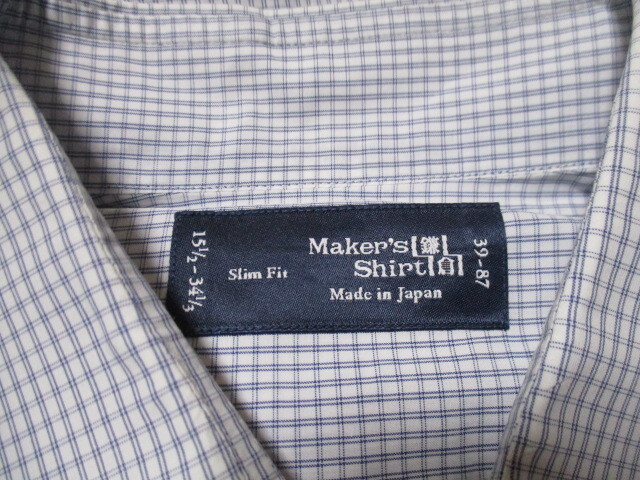 15½-34⅓
Slim Fit
Maker's 鎌
Shirt 倉
Made in Japan
39-87